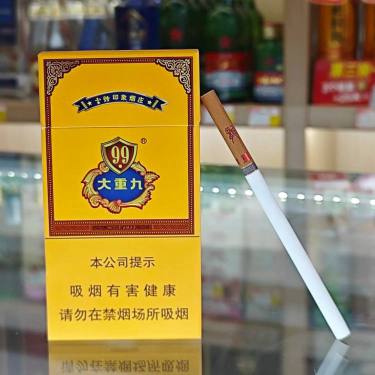 99
®
大重九
本公司提示
吸烟有害健康
请勿在禁烟场所吸烟